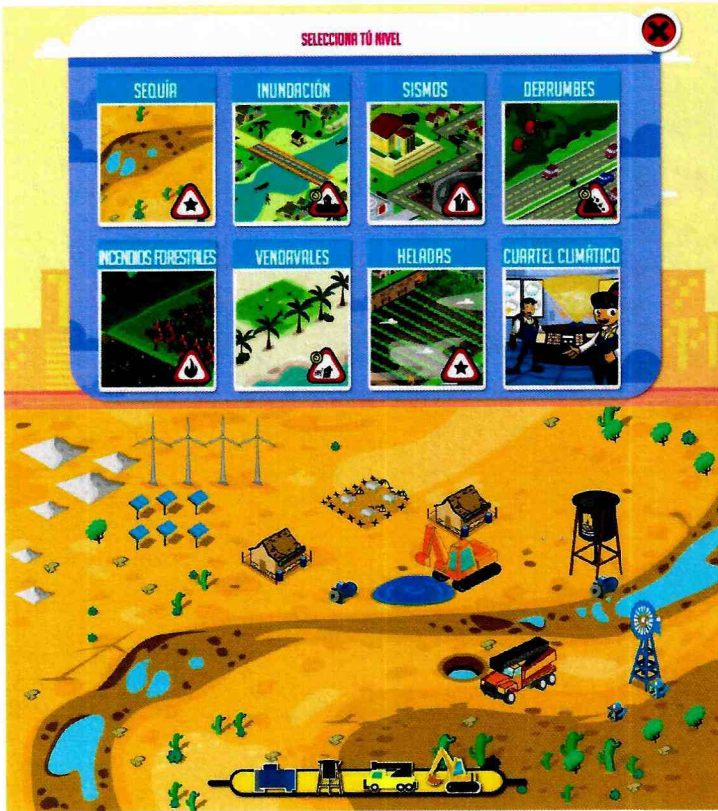 SELECCIONA TÚ NIVEL
SEQUÍA
INUNDACIÓN
SISMOS
DERRUMBES
INCENDIOS FORESTALES
VENDAVALES
HELADAS
CUARTEL CLIMÁTICO